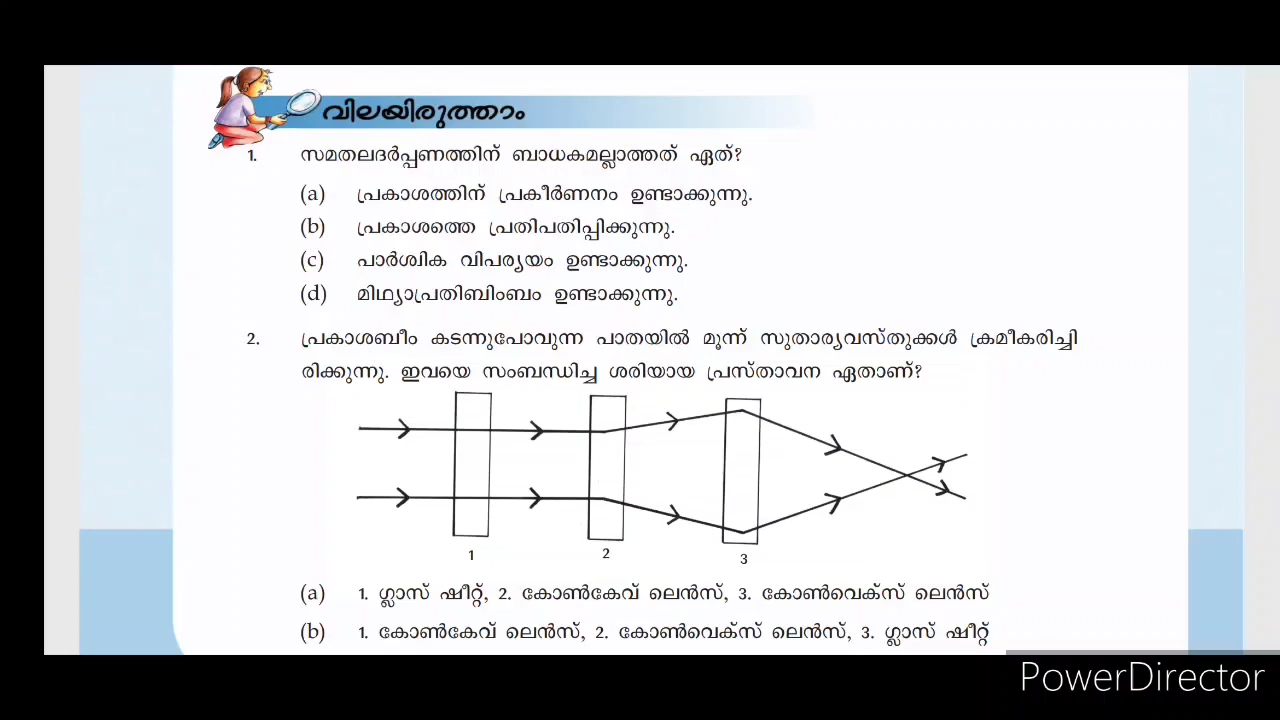 വിലയിരുത്താം
1. സമതലദർപ്പണത്തിന് ബാധകമല്ലാത്തത് ഏത്?
(a) പ്രകാശത്തിന് പ്രകീർണനം ഉണ്ടാക്കുന്നു.
(b) പ്രകാശത്തെ പ്രതിപതിപ്പിക്കുന്നു.
(c) പാർശ്വിക വിപര്യയം ഉണ്ടാക്കുന്നു.
(d) മിഥ്യാപ്രതിബിംബം ഉണ്ടാക്കുന്നു.
2. പ്രകാശബീം കടന്നുപോവുന്ന പാതയിൽ മൂന്ന് സുതാര്യവസ്തുക്കൾ ക്രമീകരിച്ചി
രിക്കുന്നു. ഇവയെ സംബന്ധിച്ച ശരിയായ പ്രസ്താവന ഏതാണ്?
1 2 3
(a) 1. ഗ്ലാസ് ഷീറ്റ്, 2. കോൺകേവ് ലെൻസ്, 3. കോൺവെക്സ് ലെൻസ്
(b) 1. കോൺകേവ് ലെൻസ്, 2. കോൺവെക്സ് ലെൻസ്, 3. ഗ്ലാസ് ഷീറ്റ്
PowerDirector